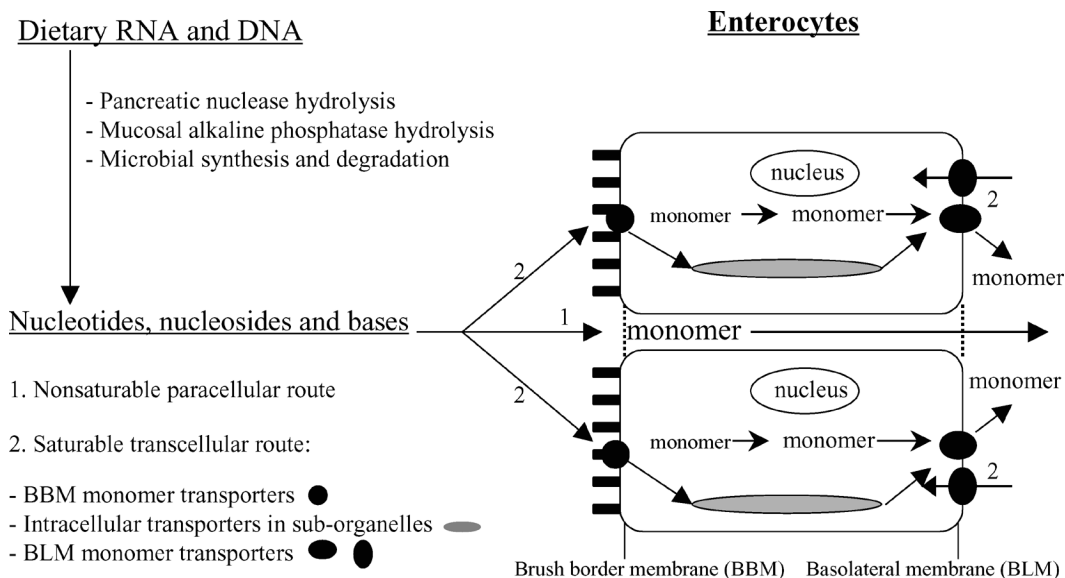 Dietary RNA and DNA
- Pancreatic nuclease hydrolysis
- Mucosal alkaline phosphatase hydrolysis
- Microbial synthesis and degradation
Nucleotides, nucleosides and bases
1. Nonsaturable paracellular route
2. Saturable transcellular route:
- BBM monomer transporters
- Intracellular transporters in sub-organelles
- BLM monomer transporters
2
1
2
Enterocytes
nucleus
2
monomer
monomer
monomer
monomer
nucleus
monomer
monomer
monomer
2
Brush border membrane (BBM)
Basolateral membrane (BLM)